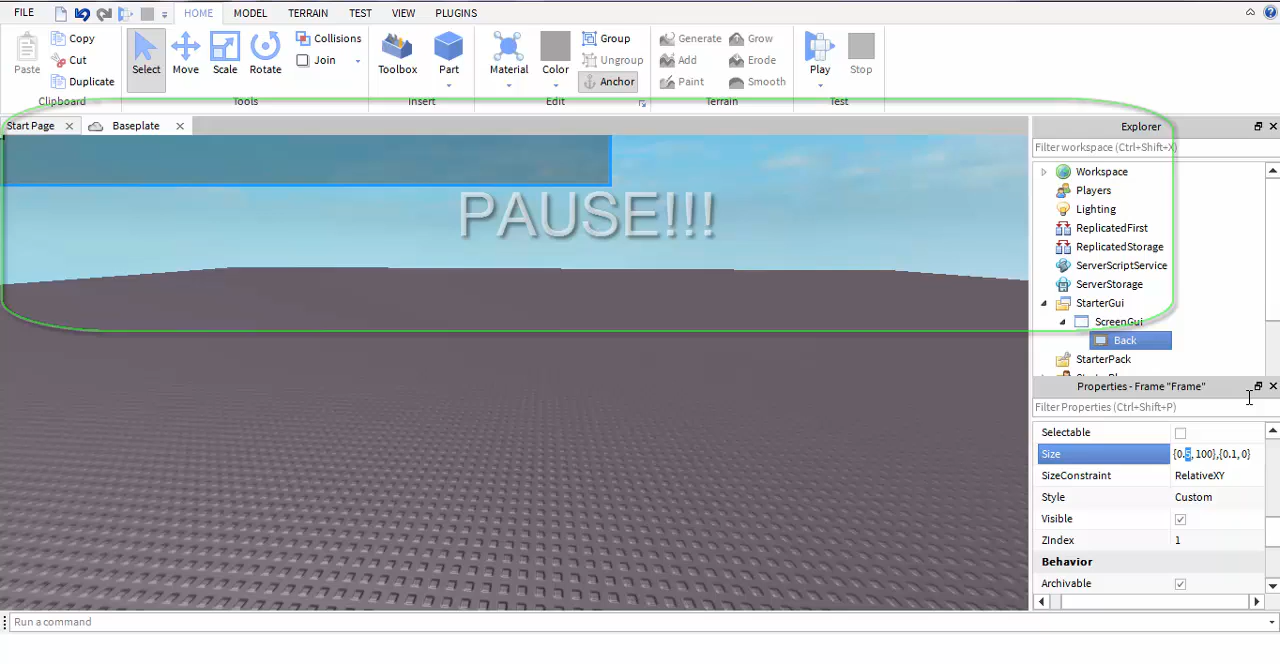 FILE HOME MODEL TERRAIN TEST VIEW PLUGINS
Copy Collisions Group Generate Grow
Cut Join Ungroup Add Erode
Paste Duplicate Select Move Scale Rotate Toolbox Part Material Color Anchor Paint Smooth Play Stop
Clipboard Tools Insert Edit Terrain Test
Start Page Baseplate Explorer
Filter workspace (Ctrl+Shift+X)
Workspace
Players
PAUSE!!!
Lighting
ReplicatedFirst
ReplicatedStorage
ServerScriptService
ServerStorage
StarterGui
ScreenGui
Back
StarterPack
Properties - Frame "Frame"
Filter Properties (Ctrl+Shift+P)
Selectable
Size {0.5, 100},{0.1, 0}
SizeConstraint RelativeXY
Style Custom
Visible
ZIndex 1
Behavior
Archivable
Run a command